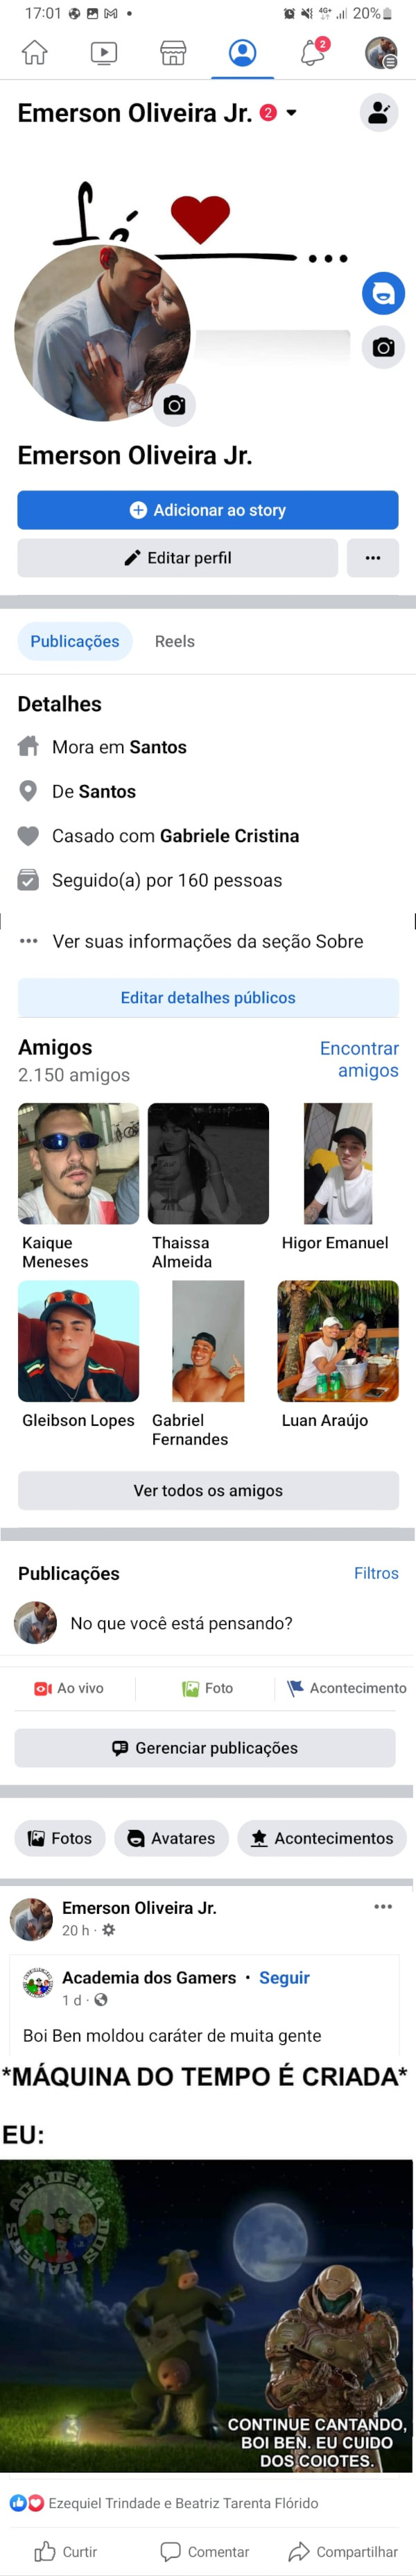 17:01
4G+ 20%
2
Emerson Oliveira Jr. 2
Só
...
Emerson Oliveira Jr.
Adicionar ao story
Editar perfil
...
Publicações Reels
Detalhes
Mora em Santos
De Santos
Casado com Gabriele Cristina
Seguido(a) por 160 pessoas
... Ver suas informações da seção Sobre
Editar detalhes públicos
Amigos
Encontrar
amigos
2.150 amigos
Kaique
Meneses
Thaissa
Almeida
Higor Emanuel
Gleibson Lopes
Gabriel
Fernandes
Luan Araújo
Ver todos os amigos
Publicações Filtros
No que você está pensando?
Ao vivo Foto Acontecimento
Gerenciar publicações
Fotos Avatares Acontecimentos
Emerson Oliveira Jr. ...
20 h ·
Academia dos Gamers · Seguir
1 d ·
Boi Ben moldou caráter de muita gente
*MÁQUINA DO TEMPO É CRIADA*
EU:
ACADEMIA DOS GAMERS
CONTINUE CANTANDO,
BOI BEN. EU CUIDO
DOS COIOTES.
Ezequiel Trindade e Beatriz Tarenta Flórido
Curtir Comentar Compartilhar